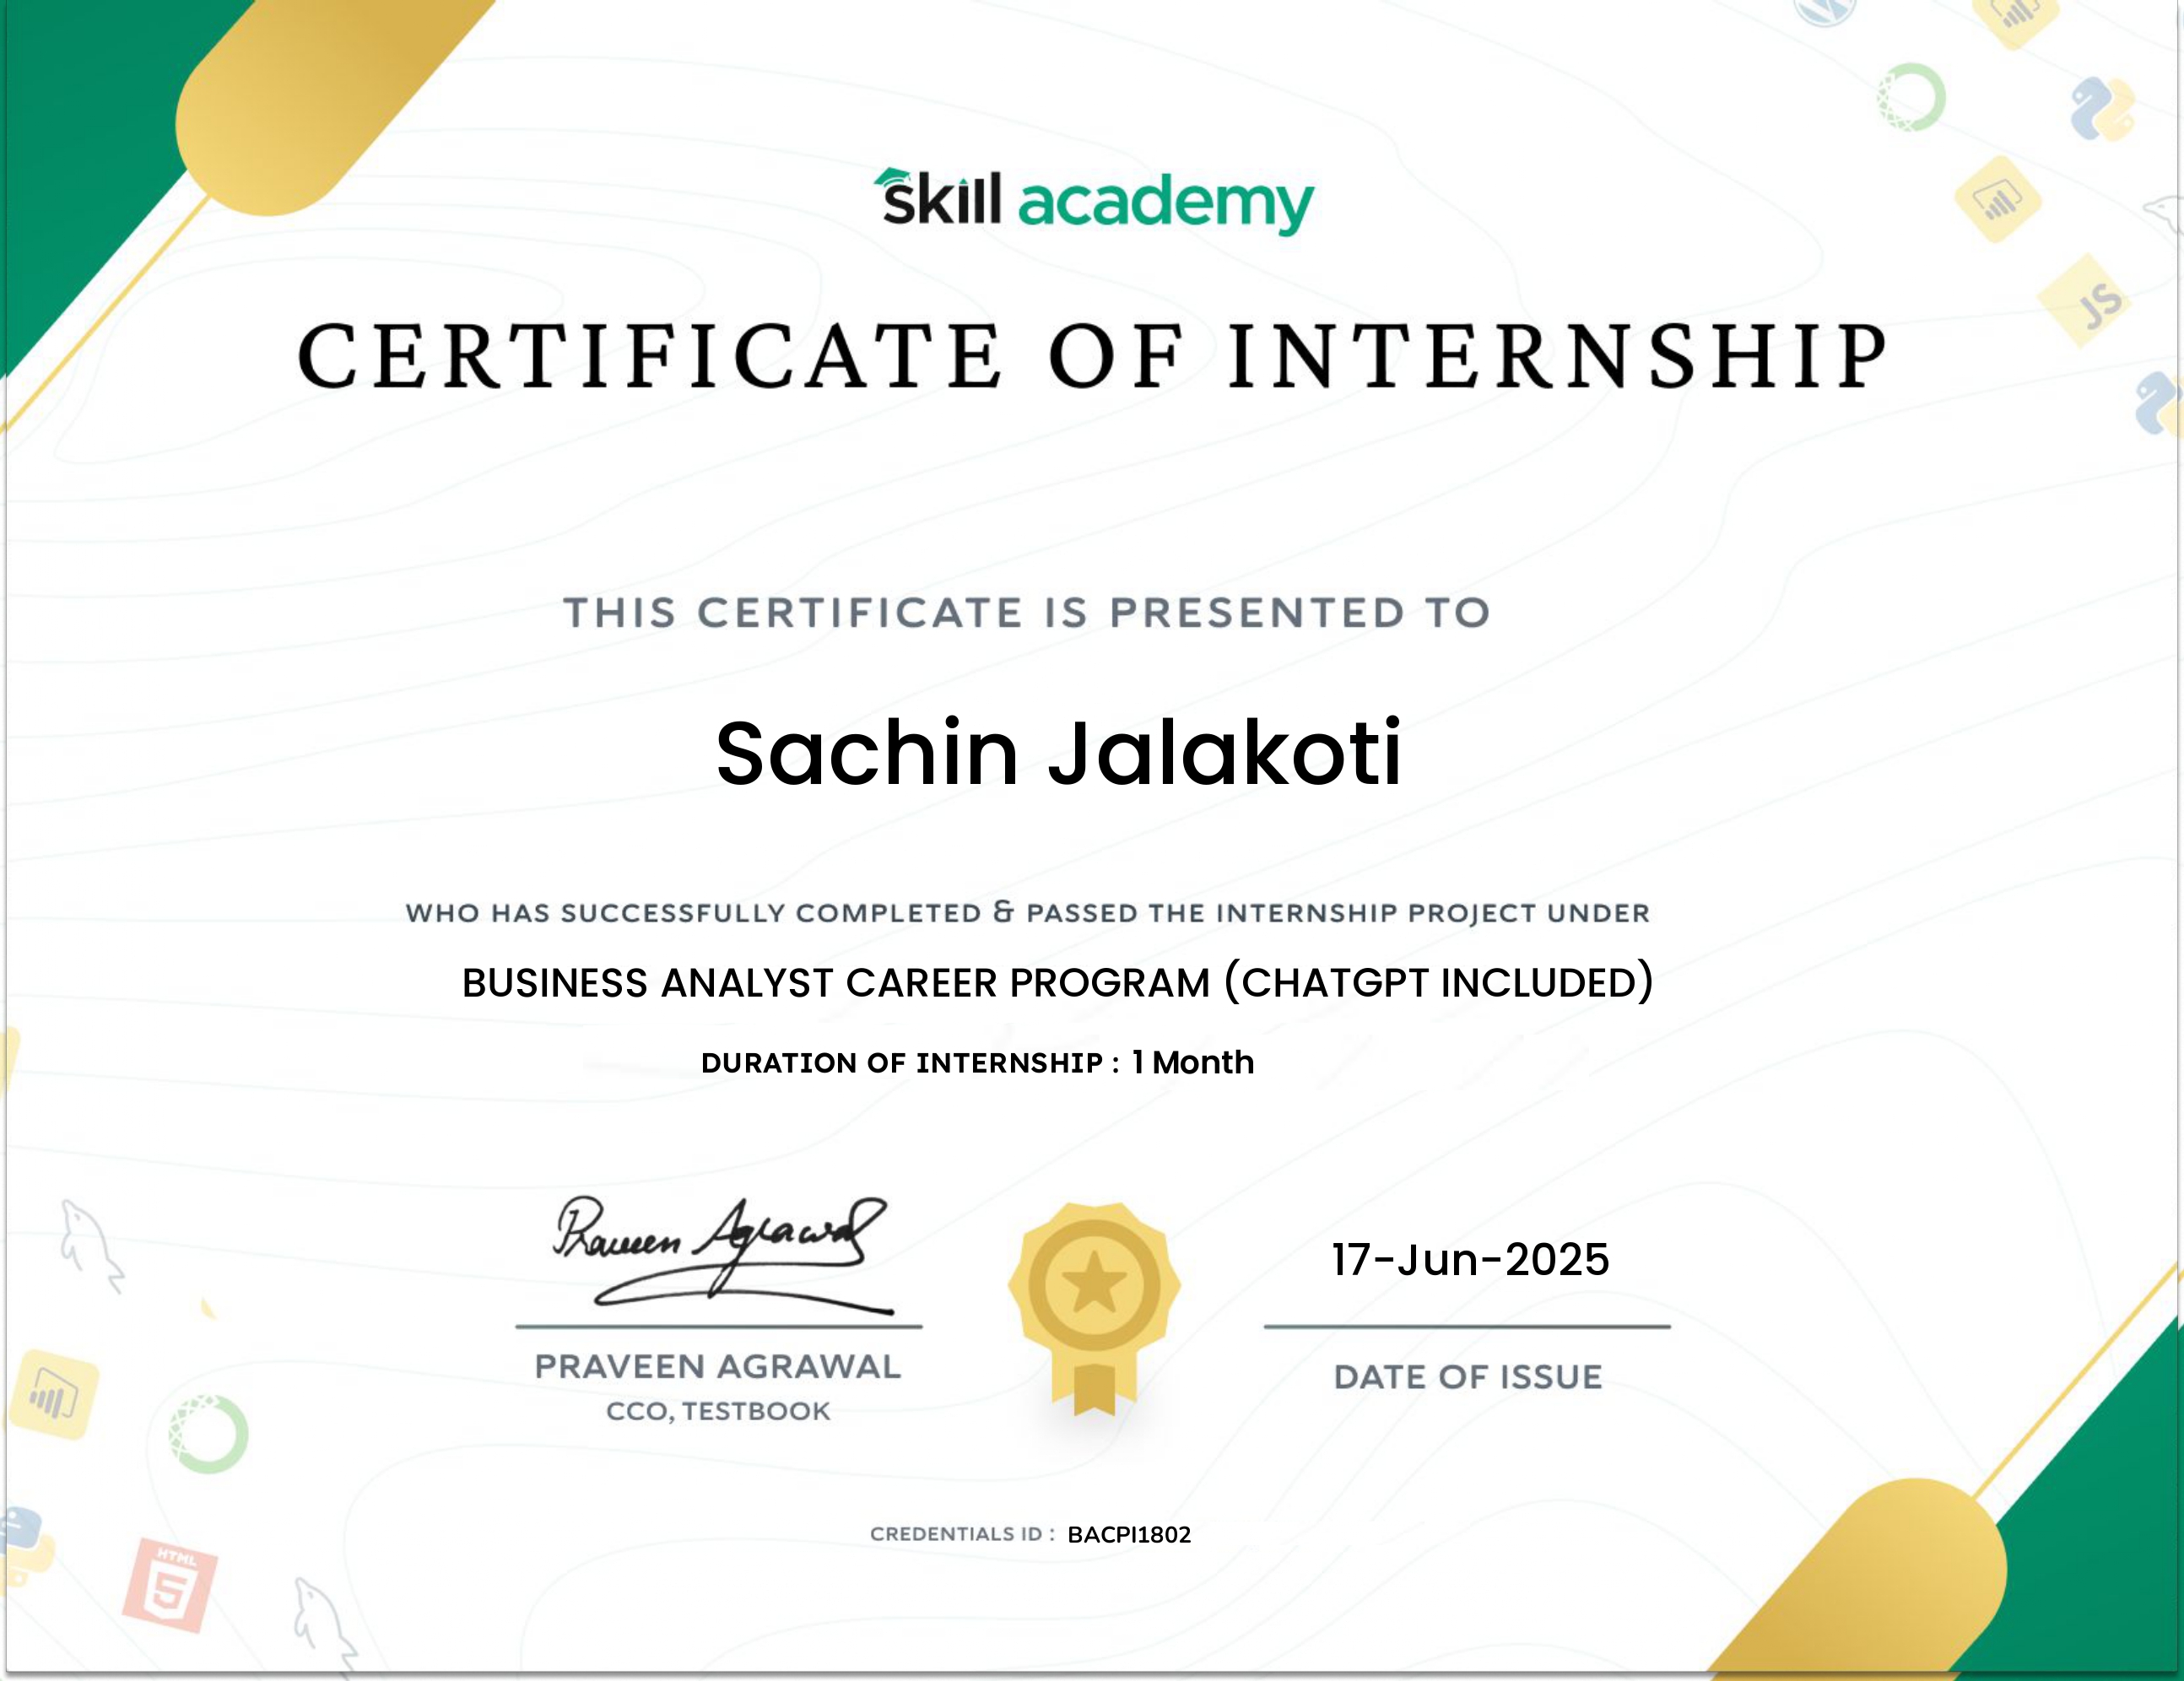 skill academy
CERTIFICATE OF INTERNSHIP
THIS CERTIFICATE IS PRESENTED TO
Sachin Jalakoti
WHO HAS SUCCESSFULLY COMPLETED & PASSED THE INTERNSHIP PROJECT UNDER
BUSINESS ANALYST CAREER PROGRAM (CHATGPT INCLUDED)
DURATION OF INTERNSHIP : 1 Month
Praveen Agrawal
17-Jun-2025
PRAVEEN AGRAWAL
DATE OF ISSUE
CCO, TESTBOOK
CREDENTIALS ID : BACPI1802
JS
HTML
5